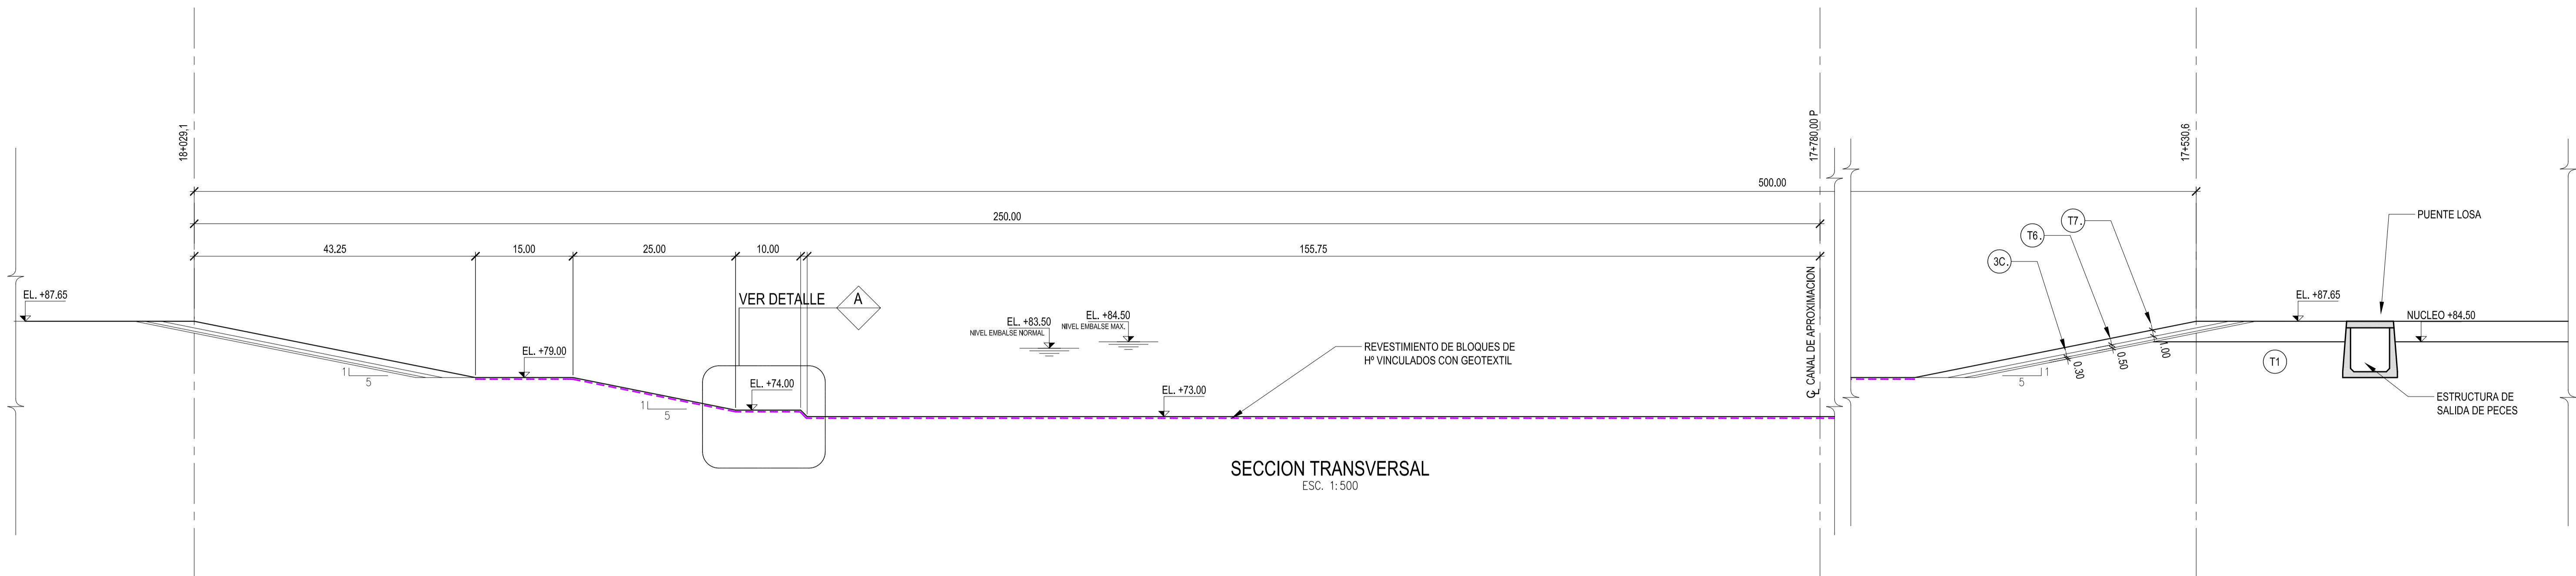 18+029,1
17+780,00 P
17+530,6
500.00
250.00
43.25
15.00
25.00
10.00
155.75
EL. +87.65
1
5
EL. +79.00
1
5
VER DETALLE
A
EL. +74.00
EL. +83.50
NIVEL EMBALSE NORMAL
EL. +84.50
NIVEL EMBALSE MAX.
EL. +73.00
REVESTIMIENTO DE BLOQUES DE
Hº VINCULADOS CON GEOTEXTIL
CL CANAL DE APROXIMACION
3C.
T6.
T7.
0.30
0.50
1.00
5
1
EL. +87.65
T1
PUENTE LOSA
NUCLEO +84.50
ESTRUCTURA DE
SALIDA DE PECES
SECCION TRANSVERSAL
ESC. 1:500